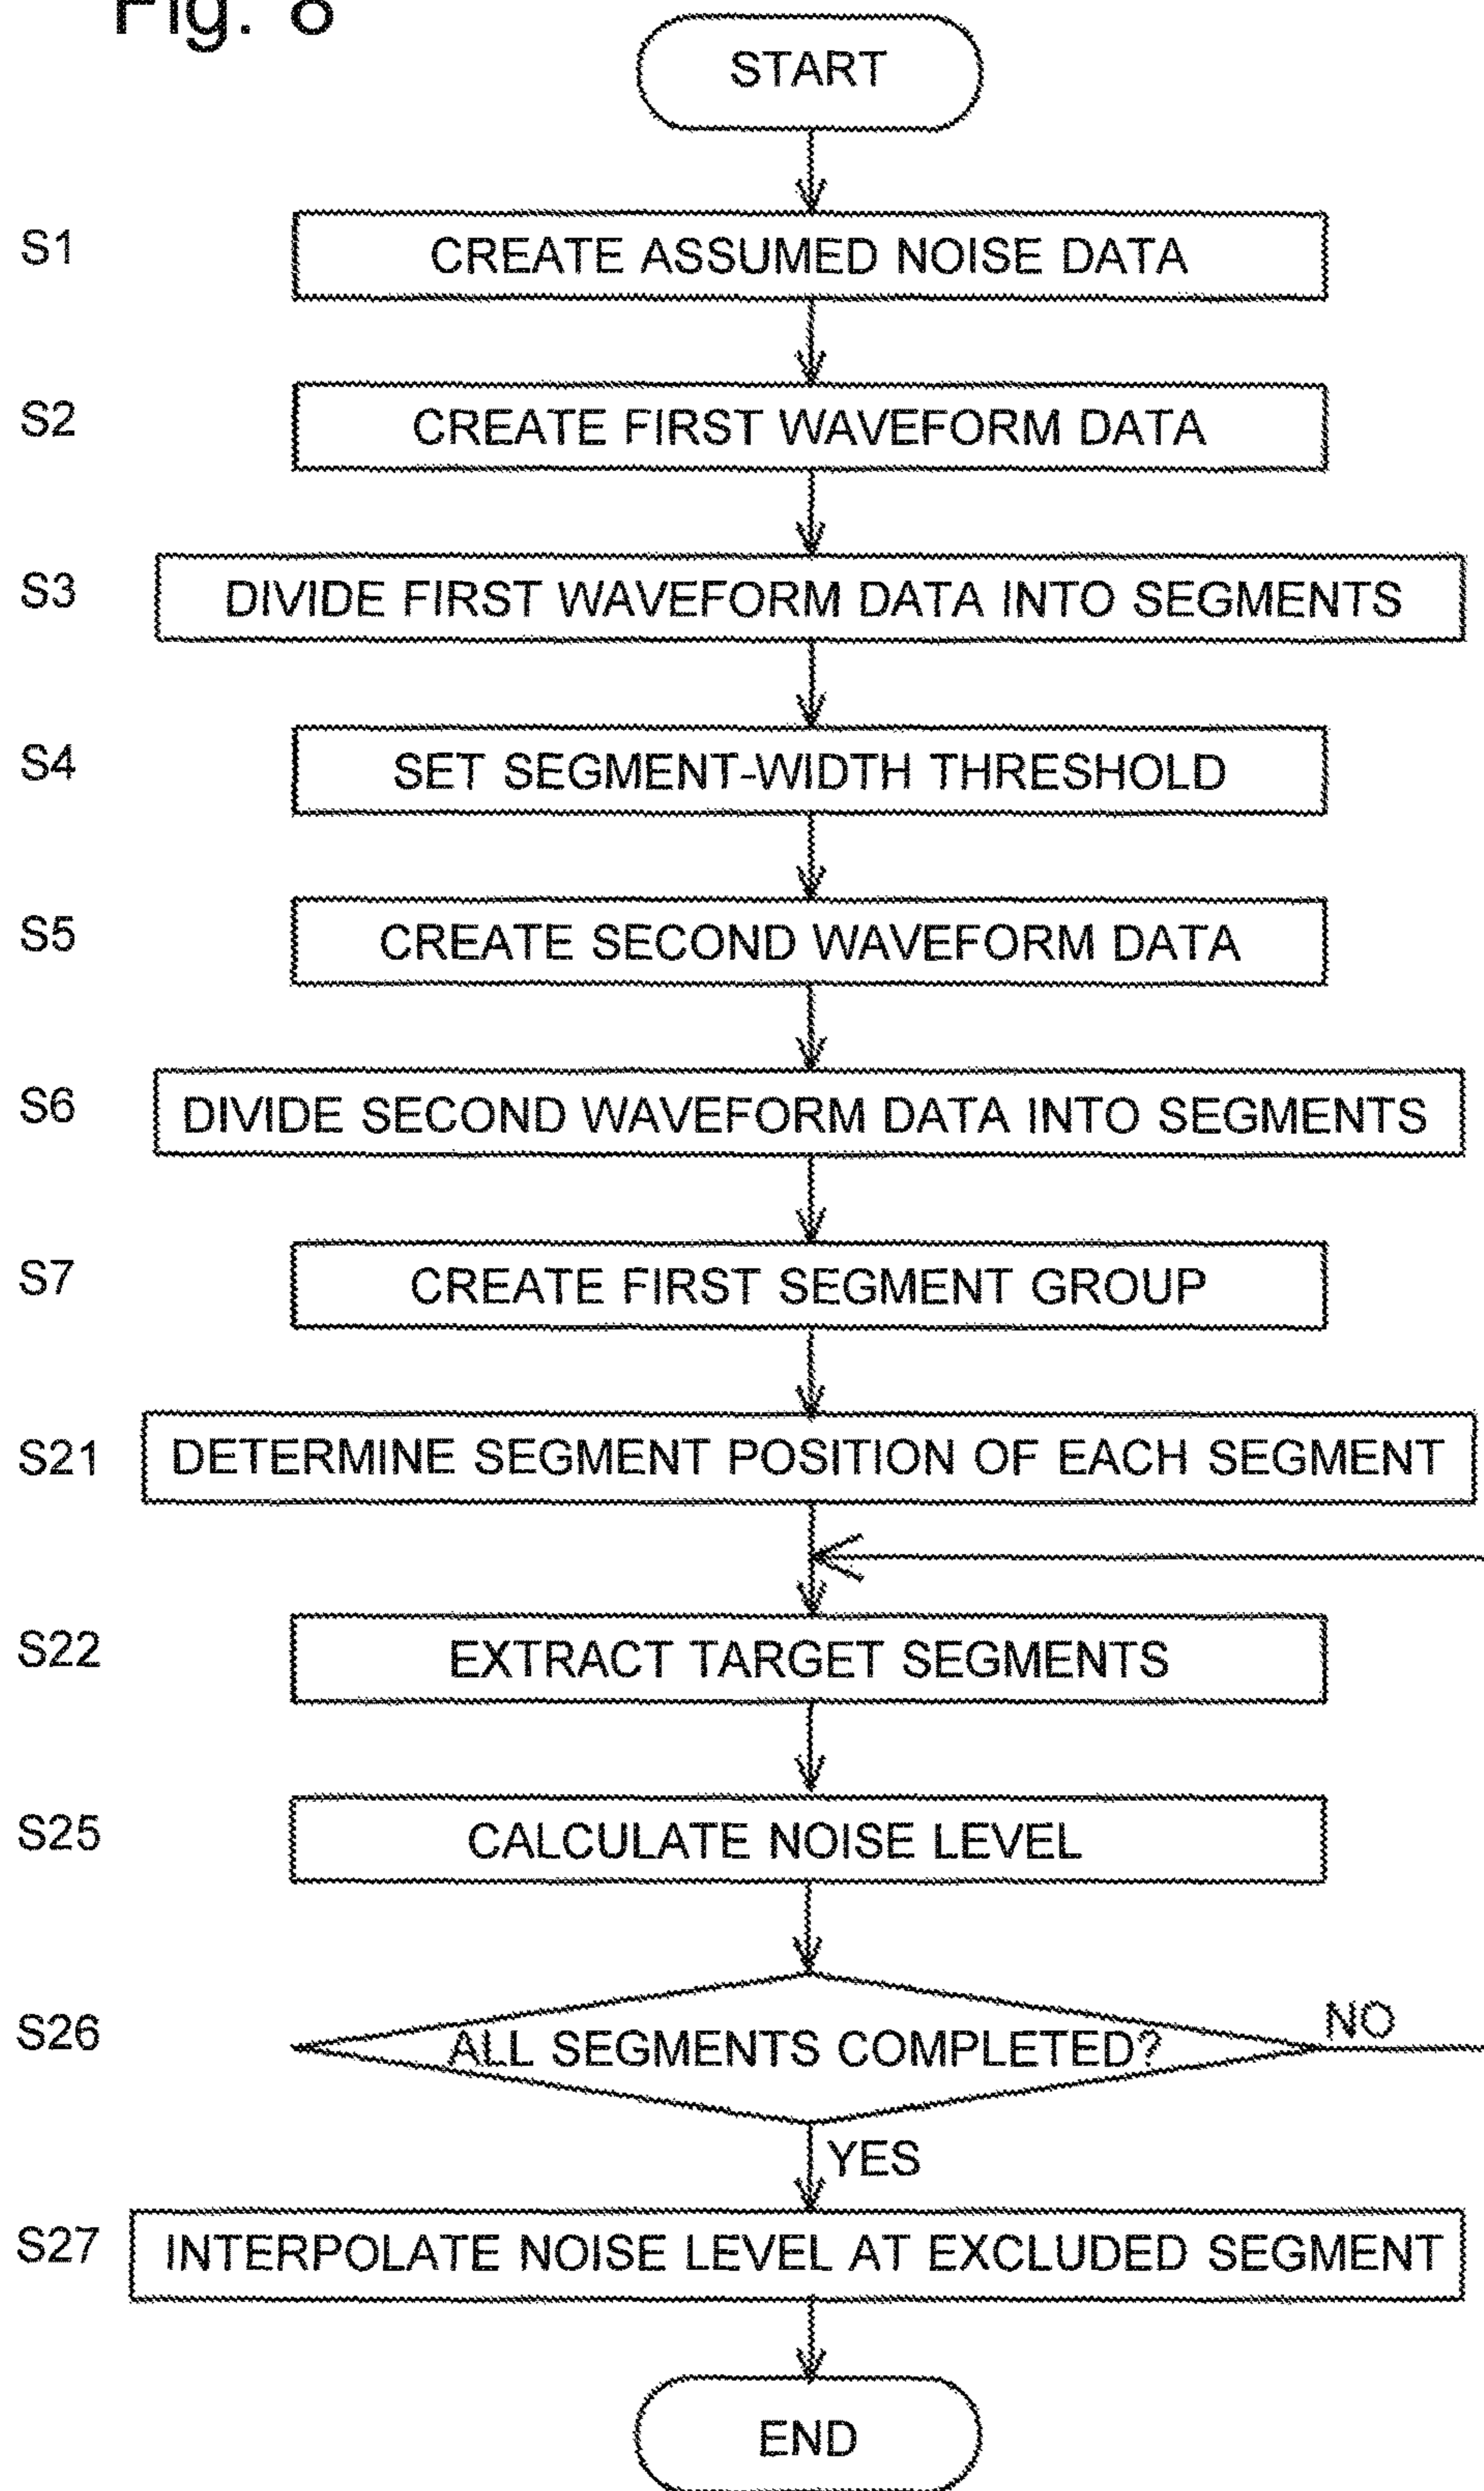 Fig. 8
START
S1 CREATE ASSUMED NOISE DATA
S2 CREATE FIRST WAVEFORM DATA
S3 DIVIDE FIRST WAVEFORM DATA INTO SEGMENTS
S4 SET SEGMENT-WIDTH THRESHOLD
S5 CREATE SECOND WAVEFORM DATA
S6 DIVIDE SECOND WAVEFORM DATA INTO SEGMENTS
S7 CREATE FIRST SEGMENT GROUP
S21 DETERMINE SEGMENT POSITION OF EACH SEGMENT
S22 EXTRACT TARGET SEGMENTS
S25 CALCULATE NOISE LEVEL
S26 ALL SEGMENTS COMPLETED? NO
YES
S27 INTERPOLATE NOISE LEVEL AT EXCLUDED SEGMENT
END